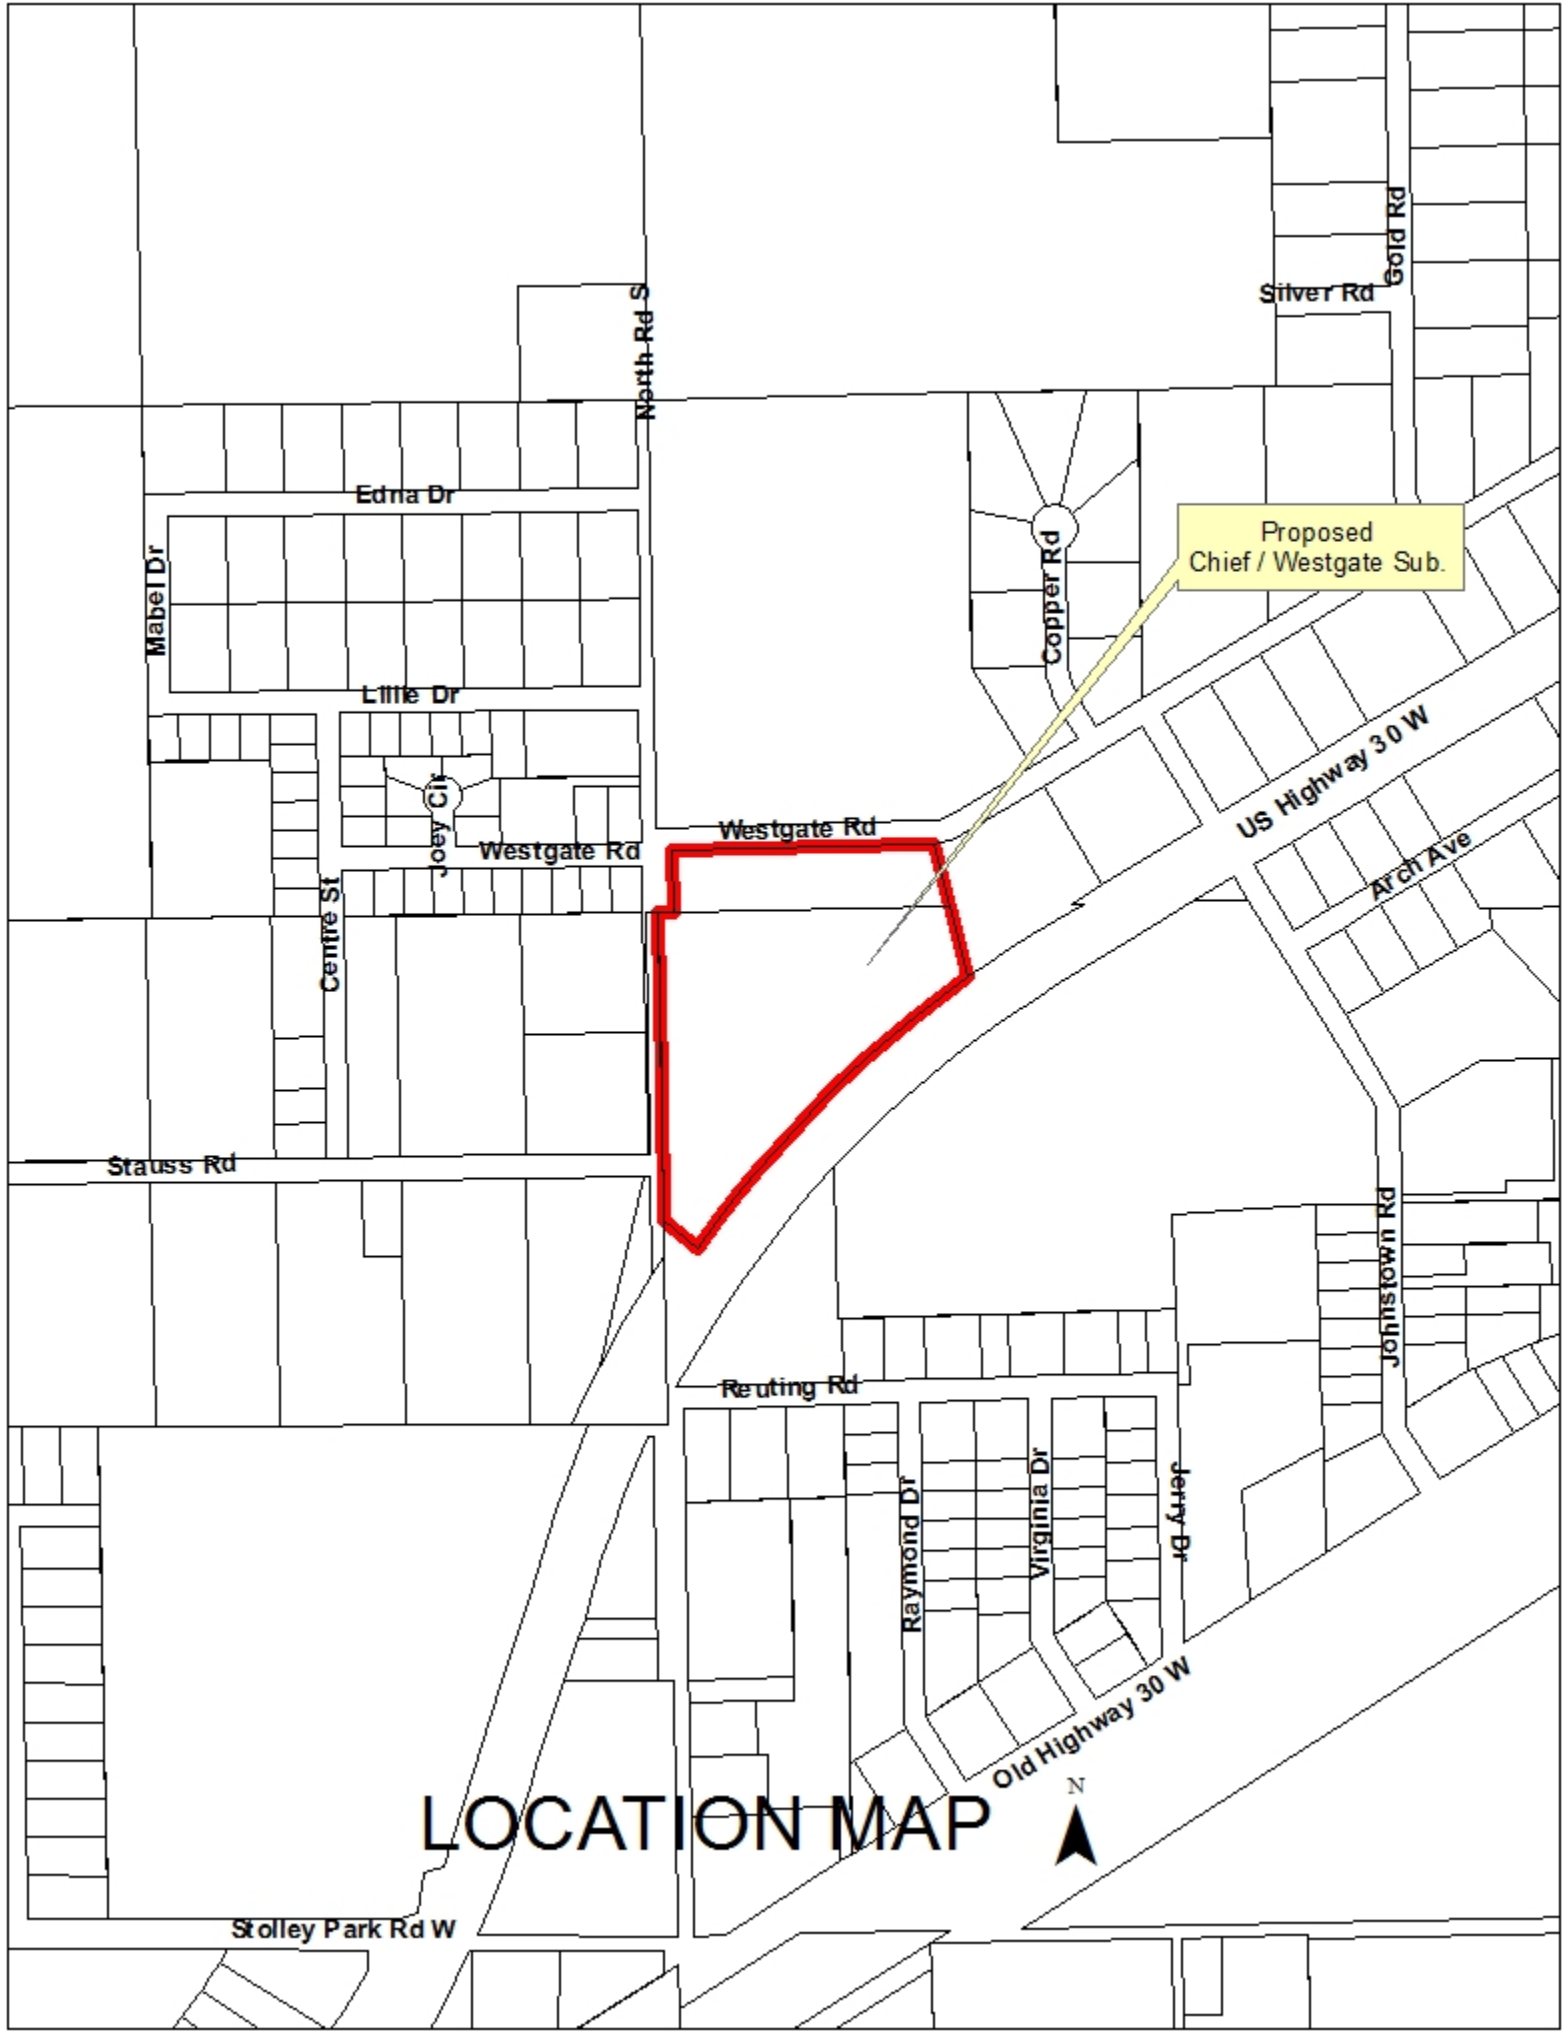 Gold Rd
Silver Rd
North Rd S
Edna Dr
Proposed
Chief / Westgate Sub.
Mabel Dr
Copper Rd
Lillie Dr
US Highway 30 W
Joey Cir
Westgate Rd
Westgate Rd
Arch Ave
Centre St
Stauss Rd
Johnstown Rd
Reuting Rd
Raymond Dr
Virginia Dr
Jerry Dr
Old Highway 30 W
N
LOCATION MAP
Stolley Park Rd W